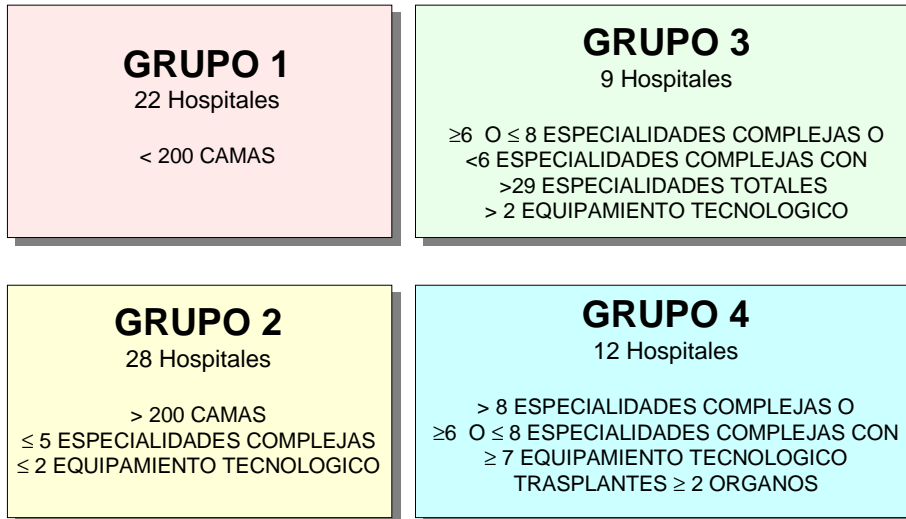 GRUPO 1
22 Hospitales
< 200 CAMAS
GRUPO 3
9 Hospitales
≥6 O ≤ 8 ESPECIALIDADES COMPLEJAS O
<6 ESPECIALIDADES COMPLEJAS CON
>29 ESPECIALIDADES TOTALES
> 2 EQUIPAMIENTO TECNOLOGICO
GRUPO 2
28 Hospitales
> 200 CAMAS
≤ 5 ESPECIALIDADES COMPLEJAS
≤ 2 EQUIPAMIENTO TECNOLOGICO
GRUPO 4
12 Hospitales
> 8 ESPECIALIDADES COMPLEJAS O
≥6 O ≤ 8 ESPECIALIDADES COMPLEJAS CON
≥ 7 EQUIPAMIENTO TECNOLOGICO
TRASPLANTES ≥ 2 ORGANOS